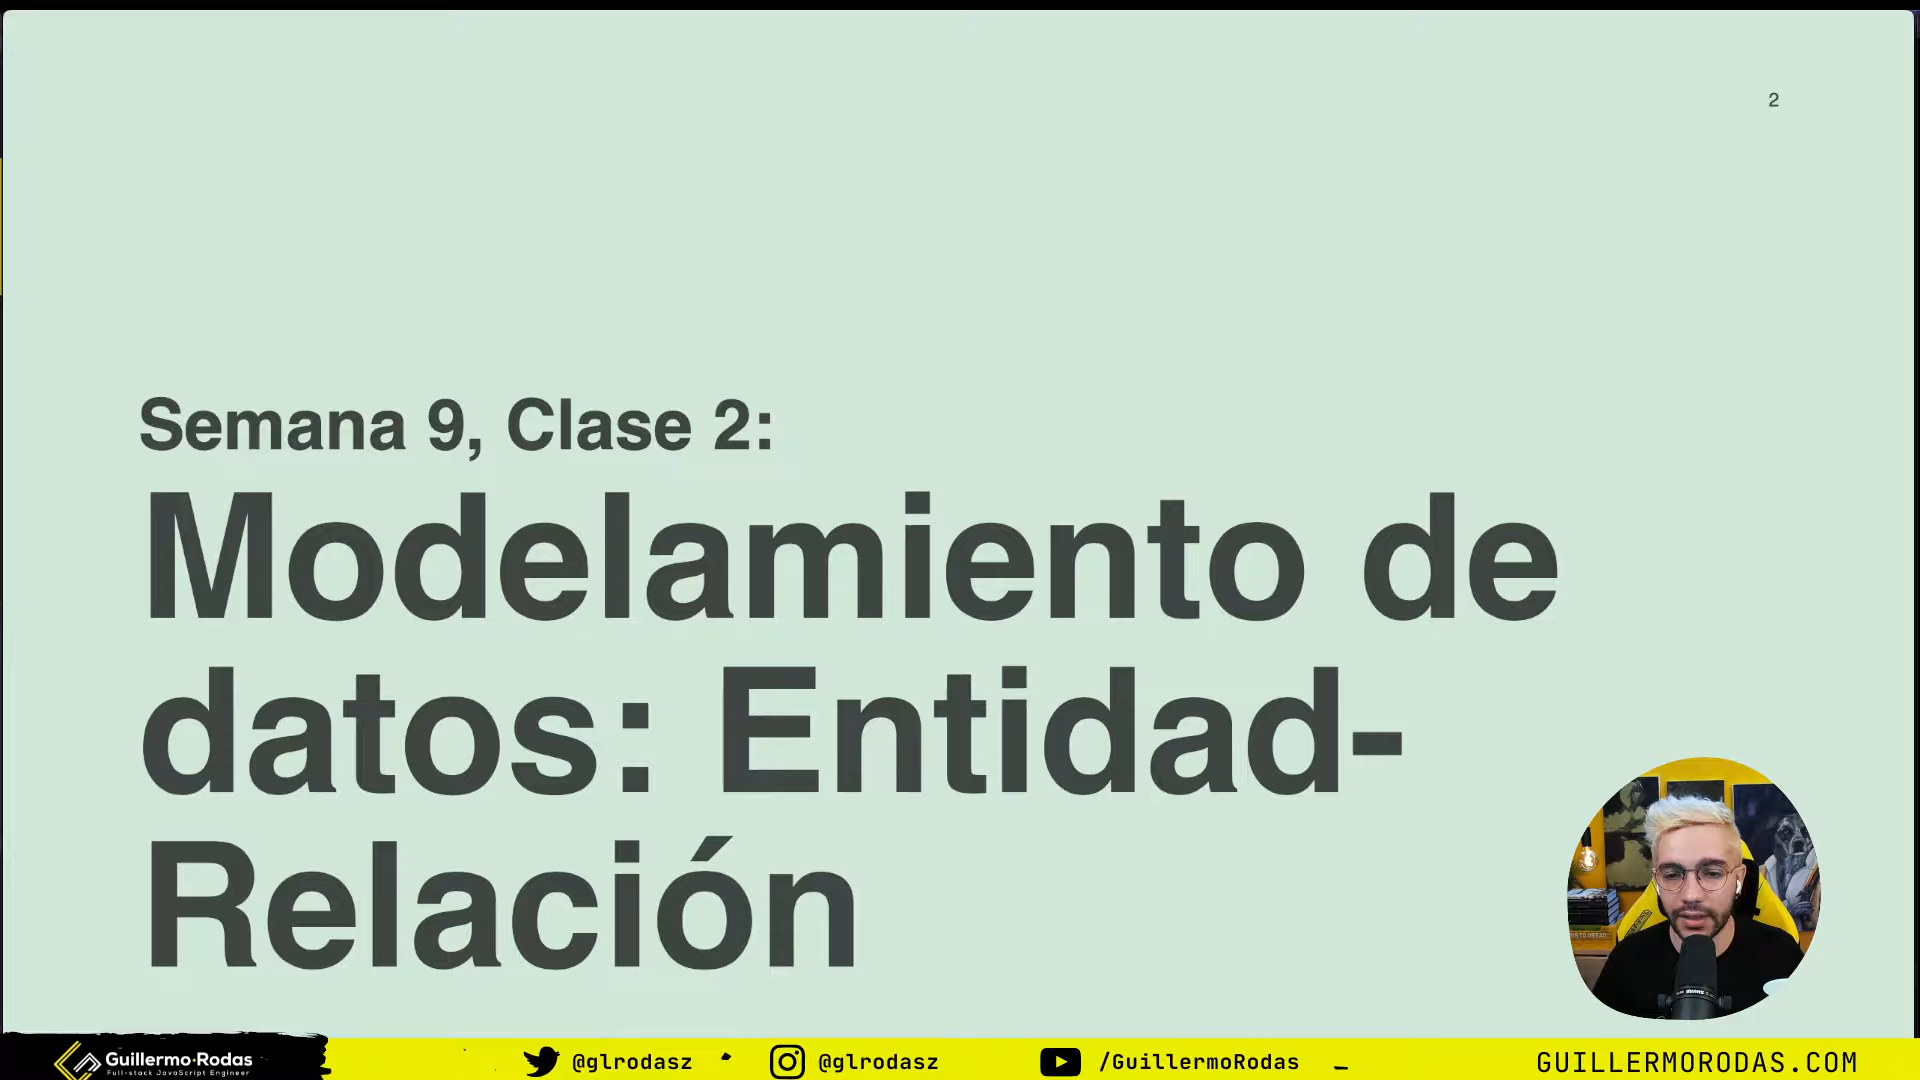 2
Semana 9, Clase 2:
Modelamiento de
datos: Entidad-
Relación
Guillermo·Rodas
Full-stack JavaScript Engineer
@glrodasz
@glrodasz
/GuillermoRodas
GUILLERMORODAS.COM